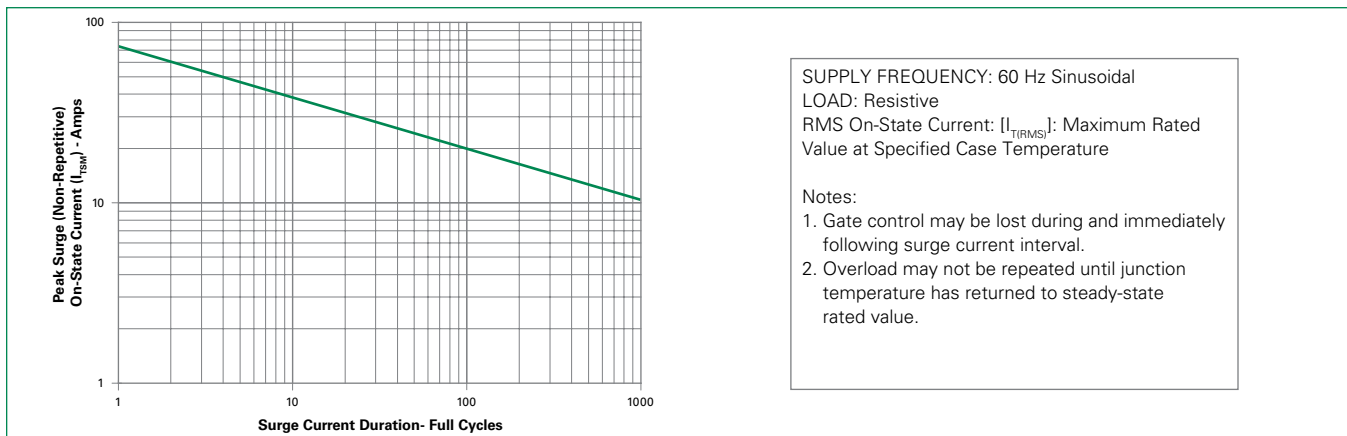 100
10
1
1
10
100
1000
Peak Surge (Non-Repetitive)
On-State Current (I_TSM) - Amps
Surge Current Duration- Full Cycles
SUPPLY FREQUENCY: 60 Hz Sinusoidal
LOAD: Resistive
RMS On-State Current: [I_T(RMS)]: Maximum Rated
Value at Specified Case Temperature
Notes:
1. Gate control may be lost during and immediately
following surge current interval.
2. Overload may not be repeated until junction
temperature has returned to steady-state
rated value.